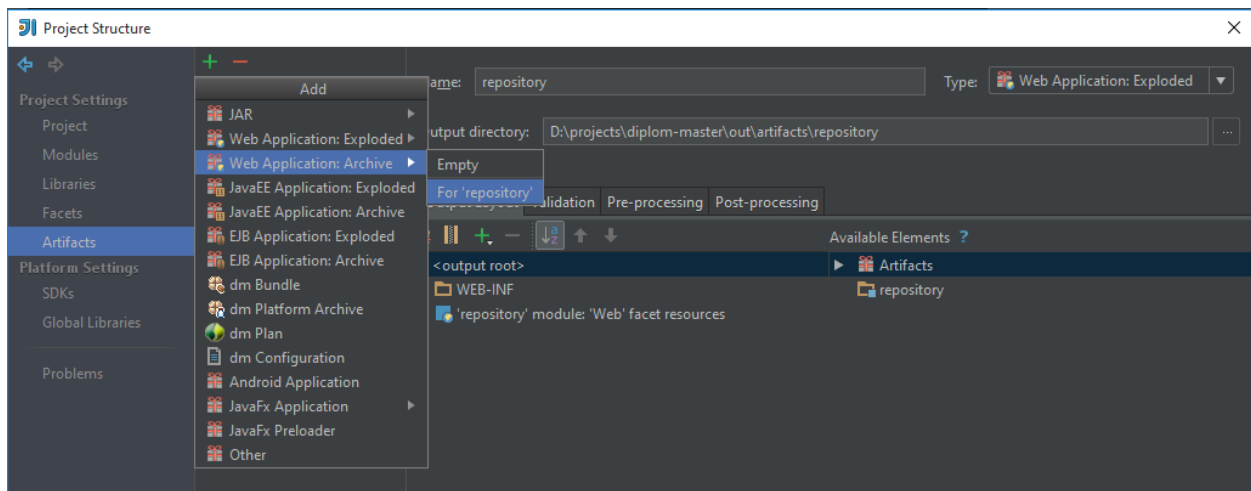 Project Structure
Project Settings
Project
Modules
Libraries
Facets
Artifacts
Platform Settings
SDKs
Global Libraries
Problems
Add
JAR
Web Application: Exploded
Web Application: Archive
JavaEE Application: Exploded
JavaEE Application: Archive
EJB Application: Exploded
EJB Application: Archive
dm Bundle
dm Platform Archive
dm Plan
dm Configuration
Android Application
JavaFx Application
JavaFx Preloader
Other
Empty
For 'repository'
ame: repository Type: Web Application: Exploded
utput directory: D:\projects\diplom-master\out\artifacts\repository ...
Pre-processing Post-processing
Available Elements ?
<output root> Artifacts
WEB-INF repository
'repository' module: 'Web' facet resources